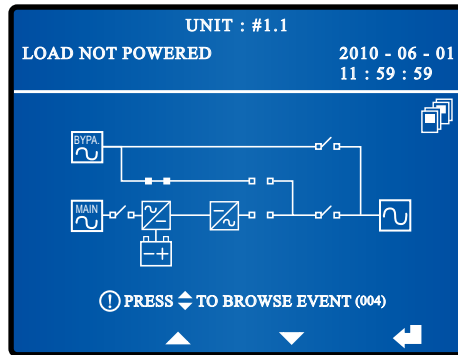 UNIT : #1.1
LOAD NOT POWERED 2010 - 06 - 01
11 : 59 : 59
BYPA.
MAIN
! PRESS TO BROWSE EVENT (004)